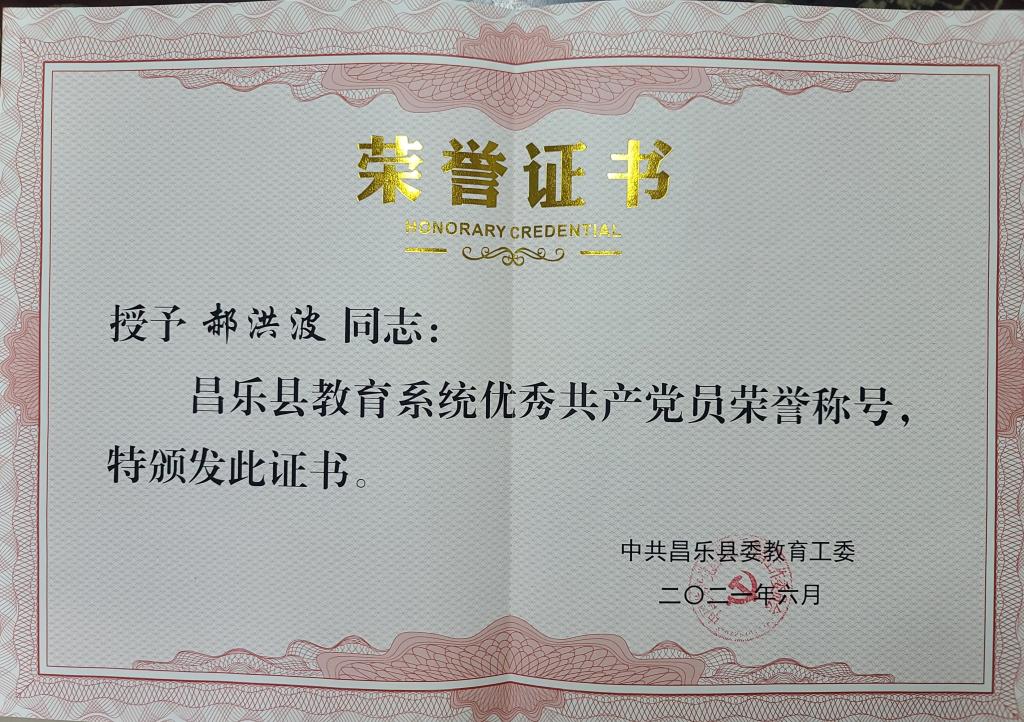 荣誉证书
HONORARY CREDENTIAL
授予 郝洪波 同志：
昌乐县教育系统优秀共产党员荣誉称号，
特颁发此证书。
中共昌乐县委教育工委
二〇二一年六月